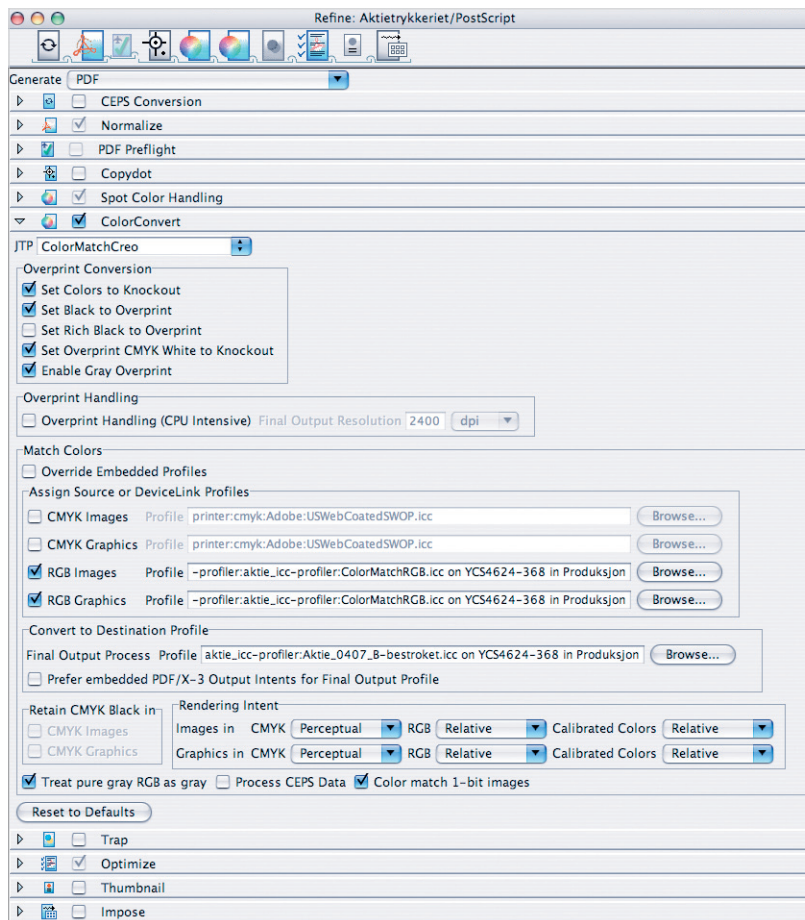 Refine: Aktietrykkeriet/PostScript
Generate PDF
CEPS Conversion
Normalize
PDF Preflight
Copydot
Spot Color Handling
ColorConvert
JTP ColorMatchCreo
Overprint Conversion
Set Colors to Knockout
Set Black to Overprint
Set Rich Black to Overprint
Set Overprint CMYK White to Knockout
Enable Gray Overprint
Overprint Handling
Overprint Handling (CPU Intensive) Final Output Resolution 2400 dpi
Match Colors
Override Embedded Profiles
Assign Source or DeviceLink Profiles
CMYK Images Profile printer:cmyk:Adobe:USWebCoatedSWOP.icc Browse...
CMYK Graphics Profile printer:cmyk:Adobe:USWebCoatedSWOP.icc Browse...
RGB Images Profile -profiler:aktie_icc-profiler:ColorMatchRGB.icc on YCS4624-368 in Produksjon Browse...
RGB Graphics Profile -profiler:aktie_icc-profiler:ColorMatchRGB.icc on YCS4624-368 in Produksjon Browse...
Convert to Destination Profile
Final Output Process Profile aktie_icc-profiler:Aktie_0407_B-bestroket.icc on YCS4624-368 in Produksjon Browse...
Prefer embedded PDF/X-3 Output Intents for Final Output Profile
Retain CMYK Black in
CMYK Images
CMYK Graphics
Rendering Intent
Images in CMYK Perceptual RGB Relative Calibrated Colors Relative
Graphics in CMYK Perceptual RGB Relative Calibrated Colors Relative
Treat pure gray RGB as gray Process CEPS Data Color match 1-bit images
Reset to Defaults
Trap
Optimize
Thumbnail
Impose